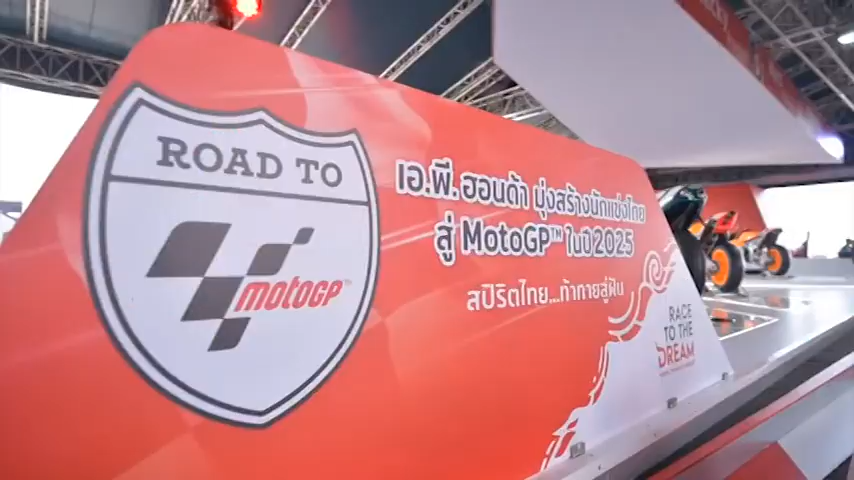 ROAD TO
motoGP™
เอ.พี. ฮอนด้า มุ่งสร้างนักแข่งไทย
สู่ MotoGP™ ในปี 2025
สปิริตไทย...ท้าทายสู่ฝัน
RACE
TO THE
DREAM